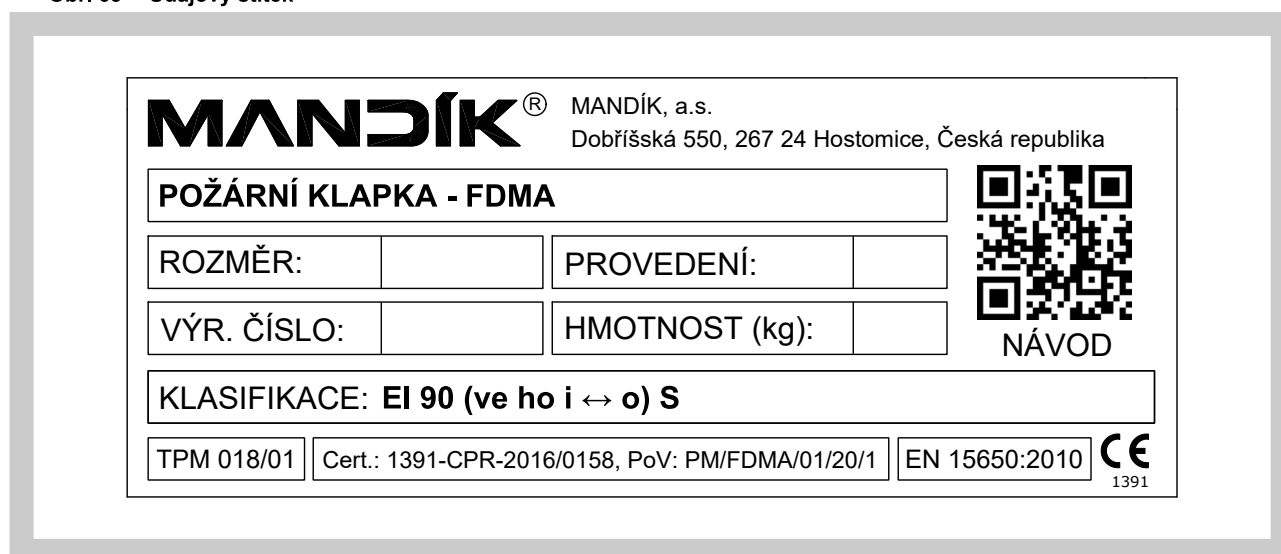 Údajový štítek
MANDÍK®
MANDÍK, a.s.
Dobříšská 550, 267 24 Hostomice, Česká republika
POŽÁRNÍ KLAPKA - FDMA
ROZMĚR:
PROVEDENÍ:
VÝR. ČÍSLO:
HMOTNOST (kg):
NÁVOD
KLASIFIKACE: EI 90 (ve ho i ↔ o) S
TPM 018/01
Cert.: 1391-CPR-2016/0158, PoV: PM/FDMA/01/20/1
EN 15650:2010
CE
1391